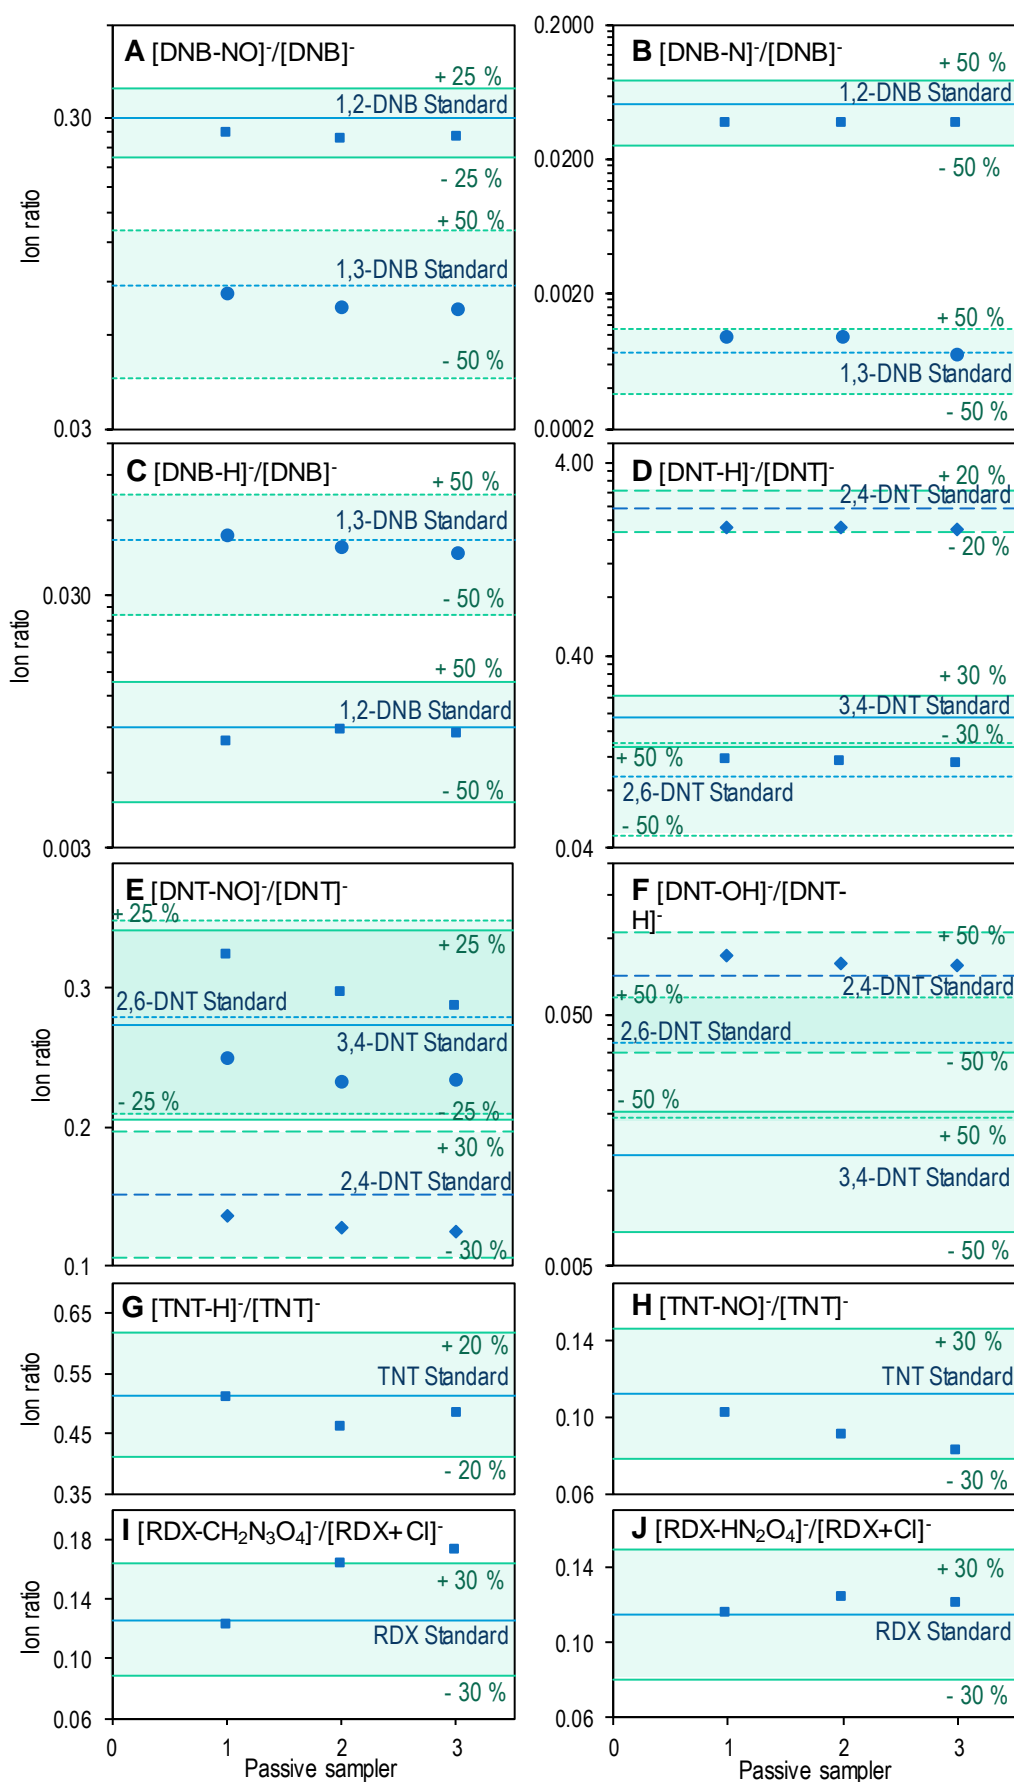 A [DNB-NO]⁻/[DNB]⁻
+ 25 %
1,2-DNB Standard
0.30
- 25 %
+ 50 %
1,3-DNB Standard
- 50 %
0.03
Ion ratio
B [DNB-N]⁻/[DNB]⁻
0.2000
+ 50 %
1,2-DNB Standard
0.0200
- 50 %
0.0020
+ 50 %
1,3-DNB Standard
- 50 %
0.0002
C [DNB-H]⁻/[DNB]⁻
+ 50 %
1,3-DNB Standard
0.030
- 50 %
+ 50 %
1,2-DNB Standard
- 50 %
0.003
Ion ratio
D [DNT-H]⁻/[DNT]⁻
4.00
+ 20 %
2,4-DNT Standard
- 20 %
0.40
+ 30 %
3,4-DNT Standard
- 30 %
+ 50 %
2,6-DNT Standard
- 50 %
0.04
E [DNT-NO]⁻/[DNT]⁻
+ 25 %
+ 25 %
0.3
2,6-DNT Standard
3,4-DNT Standard
- 25 %
- 25 %
0.2
+ 30 %
2,4-DNT Standard
- 30 %
0.1
Ion ratio
F [DNT-OH]⁻/[DNT-
H]⁻
+ 50 %
2,4-DNT Standard
+ 50 %
0.050
2,6-DNT Standard
- 50 %
- 50 %
+ 50 %
3,4-DNT Standard
- 50 %
0.005
G [TNT-H]⁻/[TNT]⁻
0.65
+ 20 %
TNT Standard
0.55
0.45
- 20 %
0.35
Ion ratio
H [TNT-NO]⁻/[TNT]⁻
0.14
+ 30 %
TNT Standard
0.10
- 30 %
0.06
I [RDX-CH₂N₃O₄]⁻/[RDX+Cl]⁻
0.18
+ 30 %
0.14
RDX Standard
0.10
- 30 %
0.06
Ion ratio
0 1 2 3
Passive sampler
J [RDX-HN₂O₄]⁻/[RDX+Cl]⁻
0.14
+ 30 %
RDX Standard
0.10
- 30 %
0.06
0 1 2 3
Passive sampler